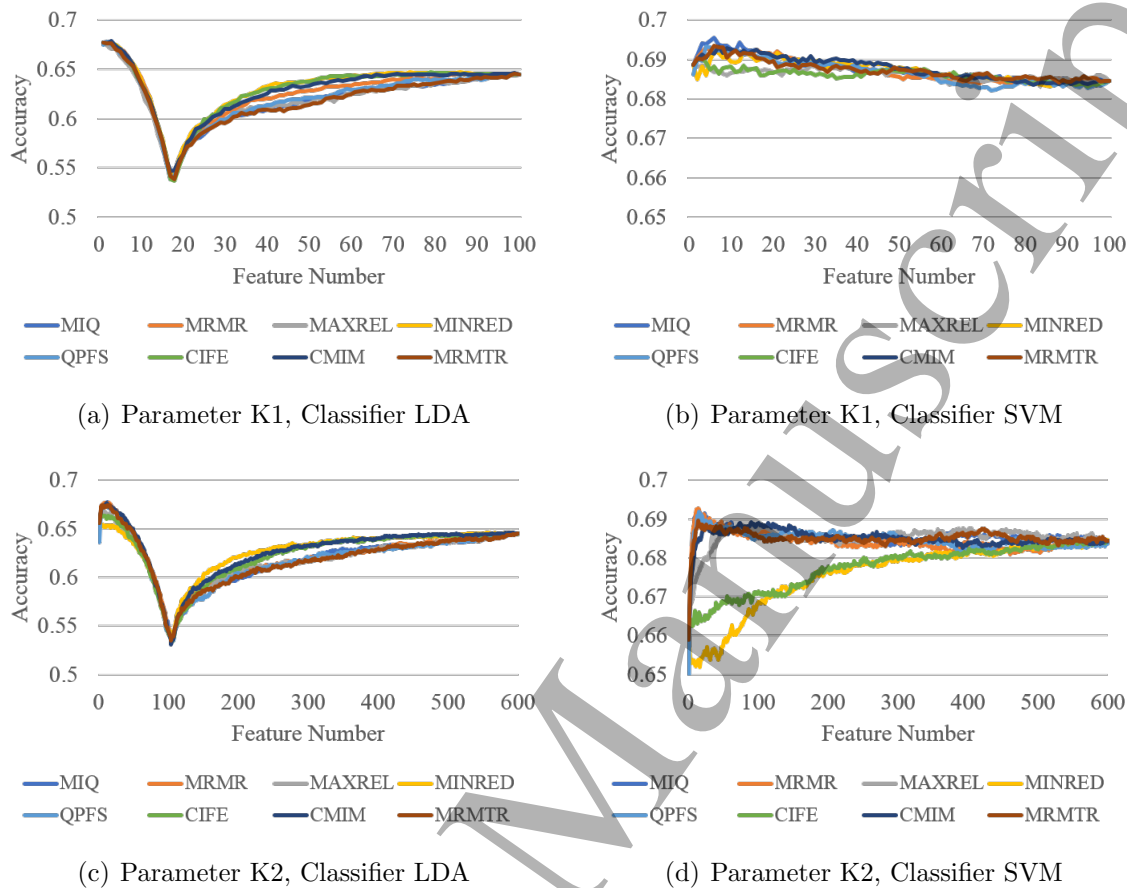 0.7
0.65
0.6
0.55
0.5
Accuracy
0 10 20 30 40 50 60 70 80 90 100
Feature Number
MIQ MRMR MAXREL MINRED
QPFS CIFE CMIM MRMTR
(a) Parameter K1, Classifier LDA
0.7
0.69
0.68
0.67
0.66
0.65
Accuracy
0 10 20 30 40 50 60 70 80 90 100
Feature Number
MIQ MRMR MAXREL MINRED
QPFS CIFE CMIM MRMTR
(b) Parameter K1, Classifier SVM
0.7
0.65
0.6
0.55
0.5
Accuracy
0 100 200 300 400 500 600
Feature Number
MIQ MRMR MAXREL MINRED
QPFS CIFE CMIM MRMTR
(c) Parameter K2, Classifier LDA
0.7
0.69
0.68
0.67
0.66
0.65
Accuracy
0 100 200 300 400 500 600
Feature Number
MIQ MRMR MAXREL MINRED
QPFS CIFE CMIM MRMTR
(d) Parameter K2, Classifier SVM
Manuscrip